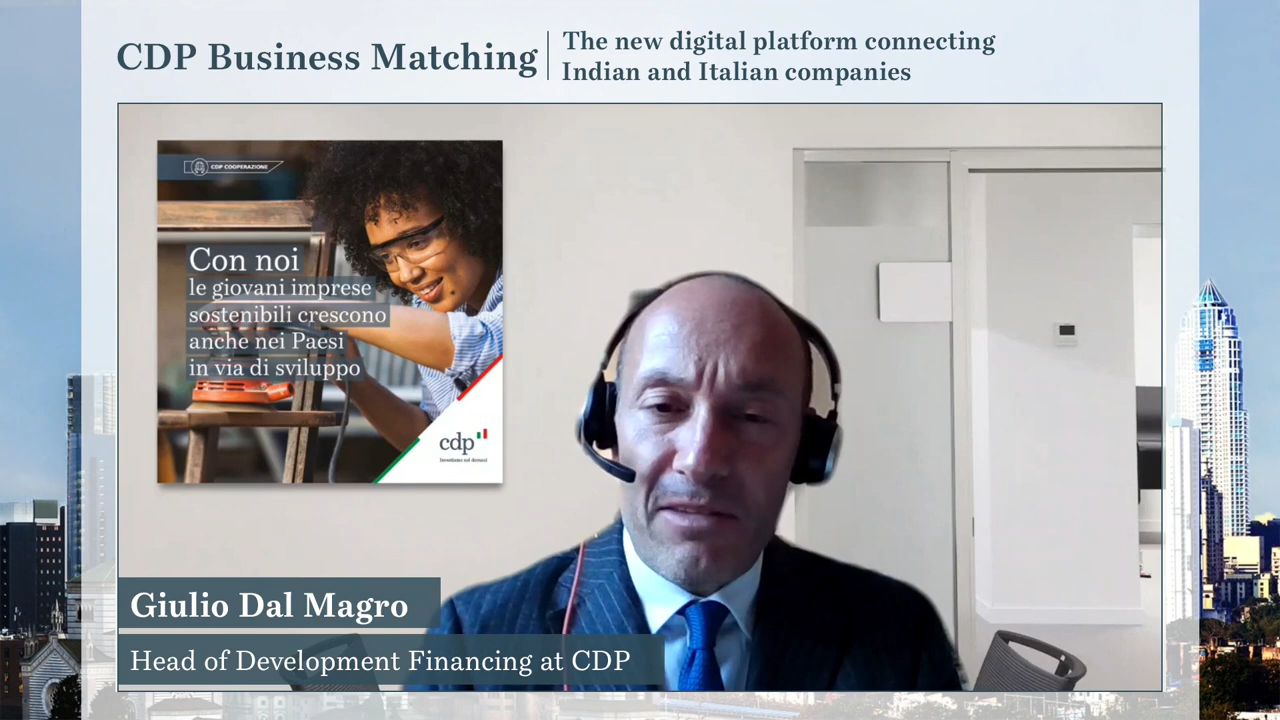 CDP Business Matching
The new digital platform connecting
Indian and Italian companies
CDP COOPERAZIONE
Con noi
le giovani imprese
sostenibili crescono
anche nei Paesi
in via di sviluppo
cdp
Investiamo nel domani
Giulio Dal Magro
Head of Development Financing at CDP